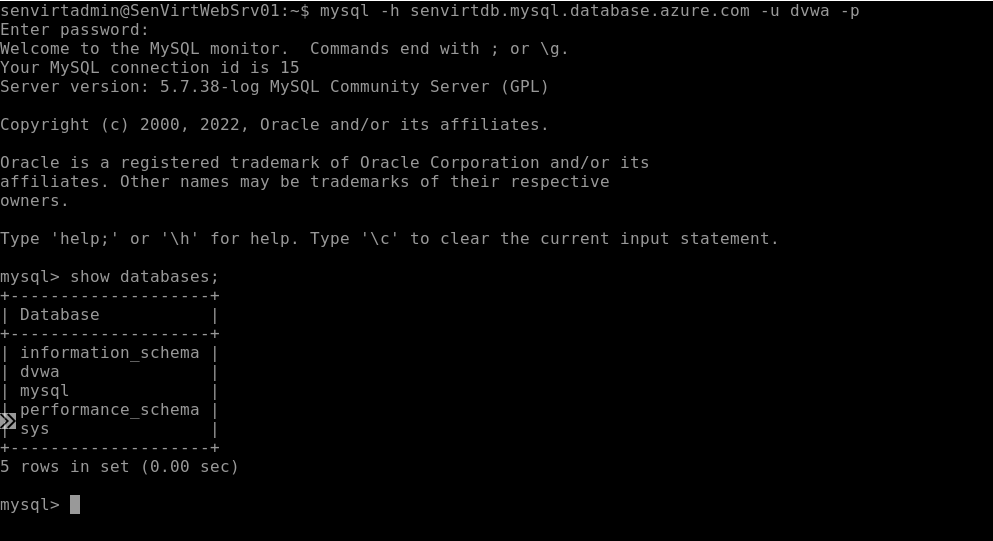 senvirtadmin@SenVirtWebSrv01:~$ mysql -h senvirtdb.mysql.database.azure.com -u dvwa -p
Enter password:
Welcome to the MySQL monitor.  Commands end with ; or \g.
Your MySQL connection id is 15
Server version: 5.7.38-log MySQL Community Server (GPL)

Copyright (c) 2000, 2022, Oracle and/or its affiliates.

Oracle is a registered trademark of Oracle Corporation and/or its
affiliates. Other names may be trademarks of their respective
owners.

Type 'help;' or '\h' for help. Type '\c' to clear the current input statement.

mysql> show databases;
+--------------------+
| Database           |
+--------------------+
| information_schema |
| dvwa               |
| mysql              |
| performance_schema |
| sys                |
+--------------------+
5 rows in set (0.00 sec)

mysql>